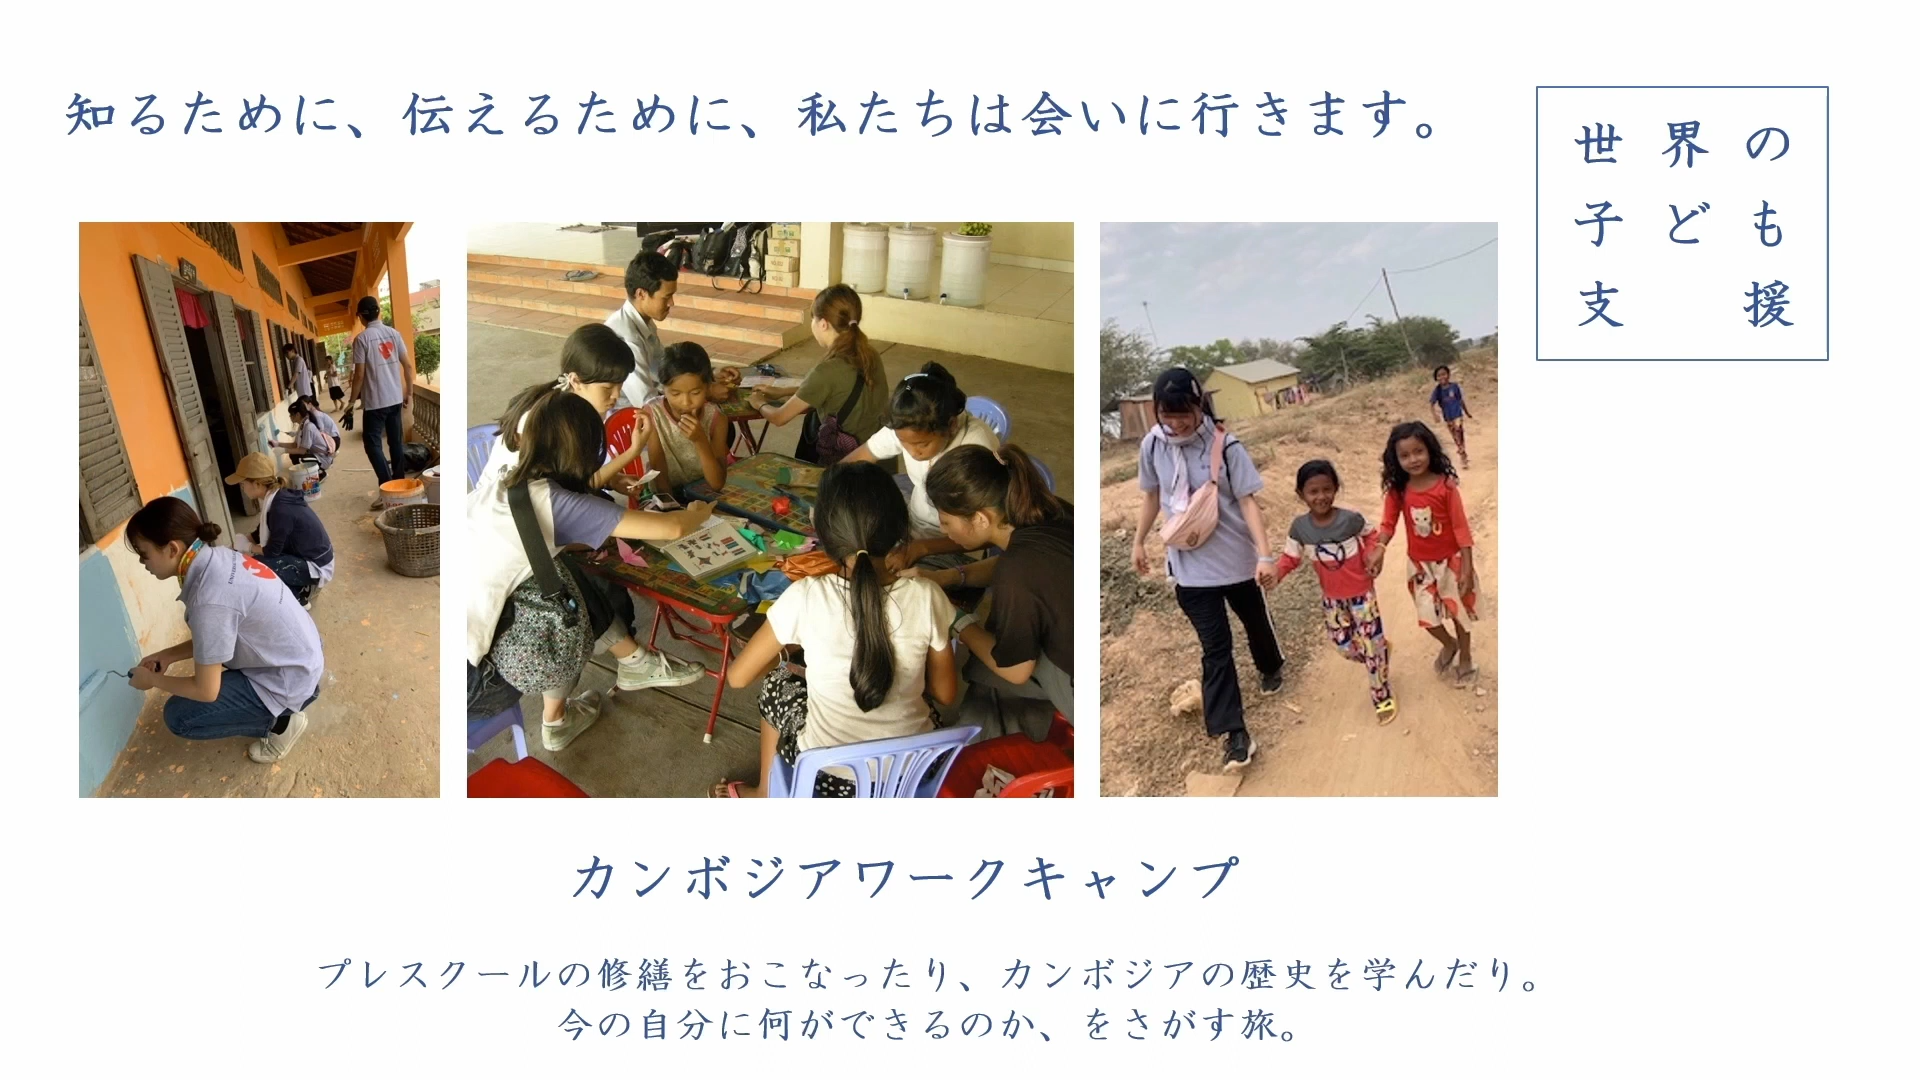 知るために、伝えるために、私たちは会いに行きます。
世界の
子ども
支援
カンボジアワークキャンプ
プレスクールの修繕をおこなったり、カンボジアの歴史を学んだり。
今の自分に何ができるのか、をさがす旅。